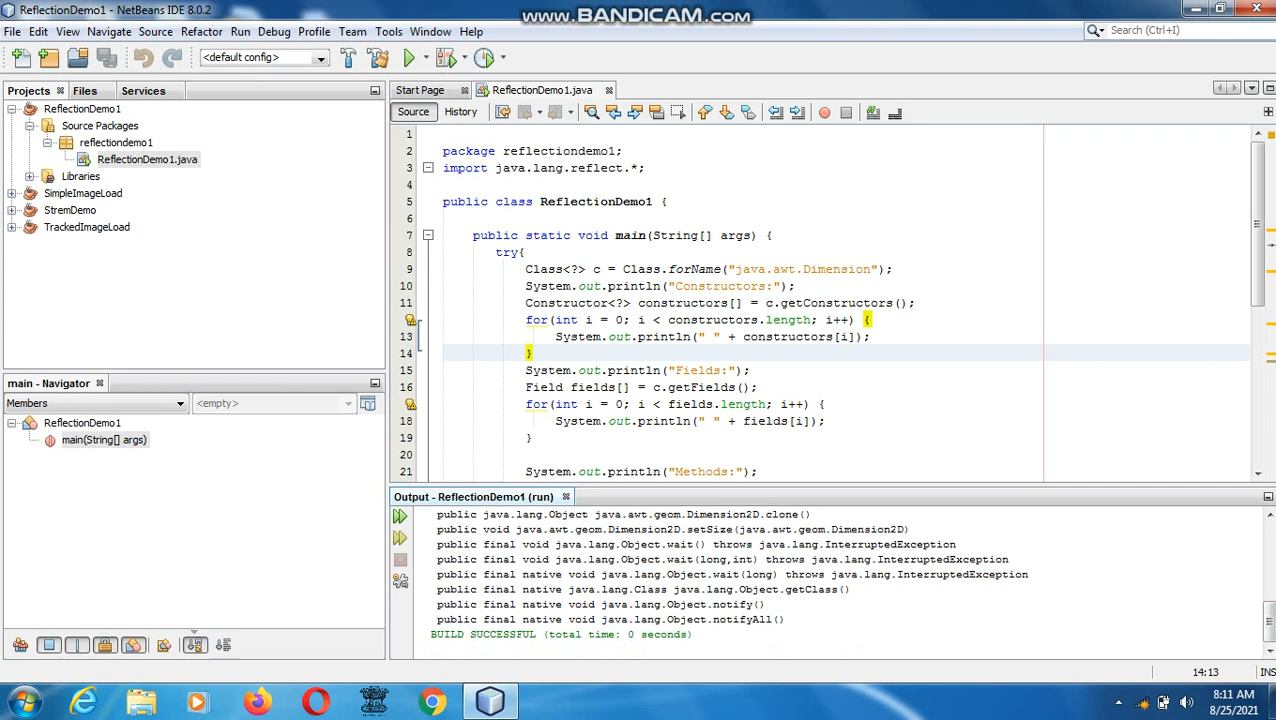 ReflectionDemo1 - NetBeans IDE 8.0.2
www.BANDICAM.com
File Edit View Navigate Source Refactor Run Debug Profile Team Tools Window Help
Search (Ctrl+I)
<default config>
Projects Files Services
Start Page ReflectionDemo1.java
Source History
ReflectionDemo1
Source Packages
reflectiondemo1
ReflectionDemo1.java
Libraries
SimpleImageLoad
StremDemo
TrackedImageLoad
1
2 package reflectiondemo1;
3 import java.lang.reflect.*;
4
5 public class ReflectionDemo1 {
6
7 public static void main(String[] args) {
8 try{
9 Class<?> c = Class.forName("java.awt.Dimension");
10 System.out.println("Constructors:");
11 Constructor<?> constructors[] = c.getConstructors();
for(int i = 0; i < constructors.length; i++) {
13 System.out.println(" " + constructors[i]);
14 }
15 System.out.println("Fields:");
16 Field fields[] = c.getFields();
for(int i = 0; i < fields.length; i++) {
18 System.out.println(" " + fields[i]);
19 }
20
21 System.out.println("Methods:");
main - Navigator
Members
<empty>
ReflectionDemo1
main(String[] args)
Output - ReflectionDemo1 (run)
public java.lang.Object java.awt.geom.Dimension2D.clone()
public void java.awt.geom.Dimension2D.setSize(java.awt.geom.Dimension2D)
public final void java.lang.Object.wait() throws java.lang.InterruptedException
public final void java.lang.Object.wait(long,int) throws java.lang.InterruptedException
public final native void java.lang.Object.wait(long) throws java.lang.InterruptedException
public final native java.lang.Class java.lang.Object.getClass()
public final native void java.lang.Object.notify()
public final native void java.lang.Object.notifyAll()
BUILD SUCCESSFUL (total time: 0 seconds)
14:13 INS
8:11 AM
8/25/2021